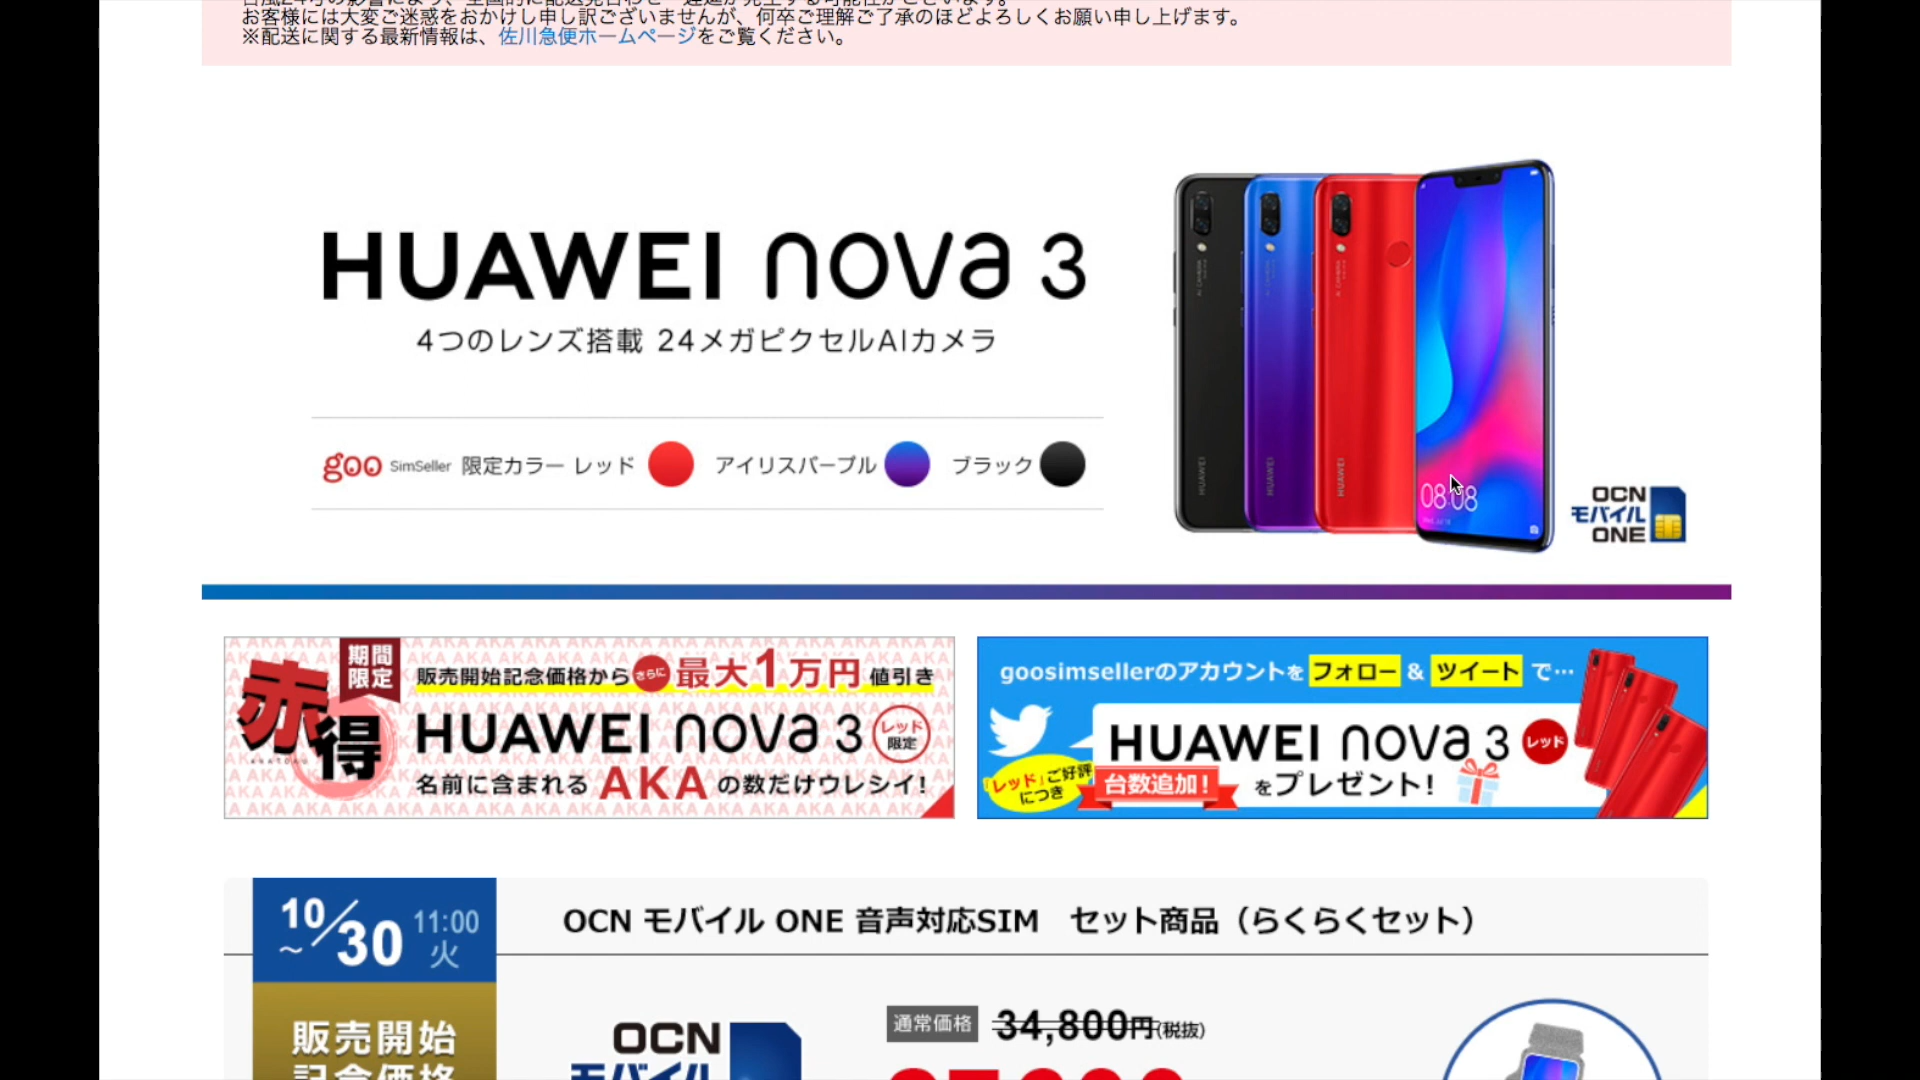 お客様には大変ご迷惑をおかけし申し訳ございませんが、何卒ご理解ご了承のほどよろしくお願い申し上げます。
※配送に関する最新情報は、佐川急便ホームページをご覧ください。
HUAWEI nova 3
4つのレンズ搭載 24メガピクセルAIカメラ
goo SimSeller 限定カラー レッド アイリスパープル ブラック
08:08
OCN
モバイル
ONE
赤得
期間
限定
販売開始記念価格からさらに最大1万円値引き
HUAWEI nova 3 レッド限定
名前に含まれるAKAの数だけウレシイ!
goosimsellerのアカウントをフォロー&ツイートで…
HUAWEI nova 3 レッド
「レッド」ご好評につき
台数追加!
をプレゼント!
10/30 11:00
～ 火
OCN モバイル ONE 音声対応SIM セット商品（らくらくセット）
販売開始
記念価格
OCN
モバイル
通常価格 34,800円(税抜)